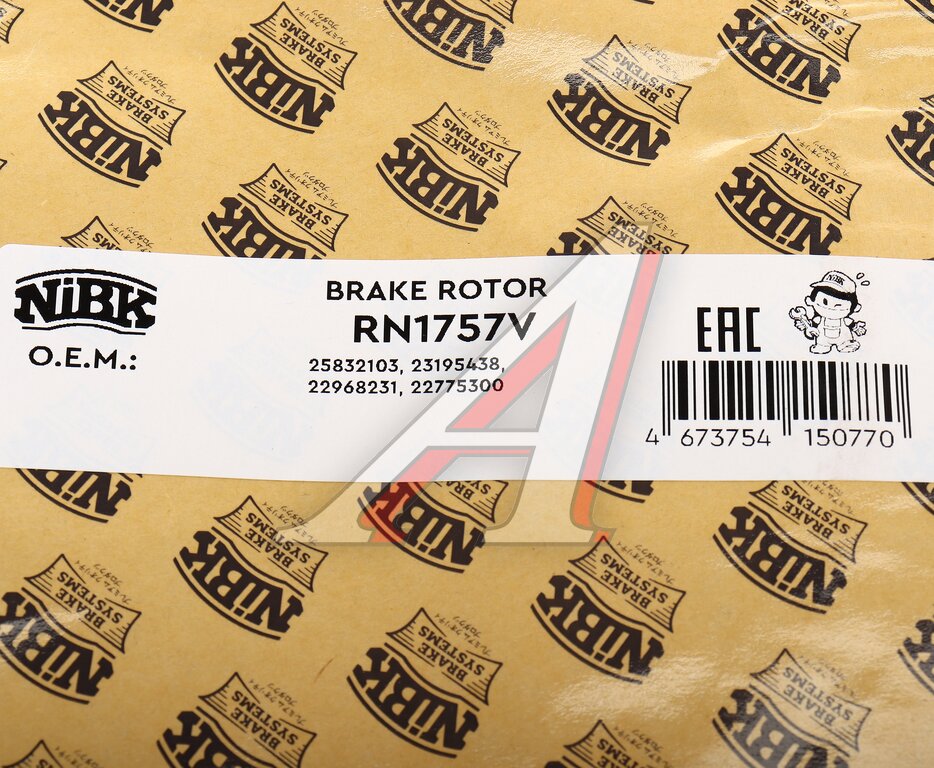 NiBK
BRAKE ROTOR
RN1757V
O.E.M.:
25832103, 23195438,
22968231, 22775300
EAC
4 673754 150770
NiBK
BRAKE
SYSTEMS